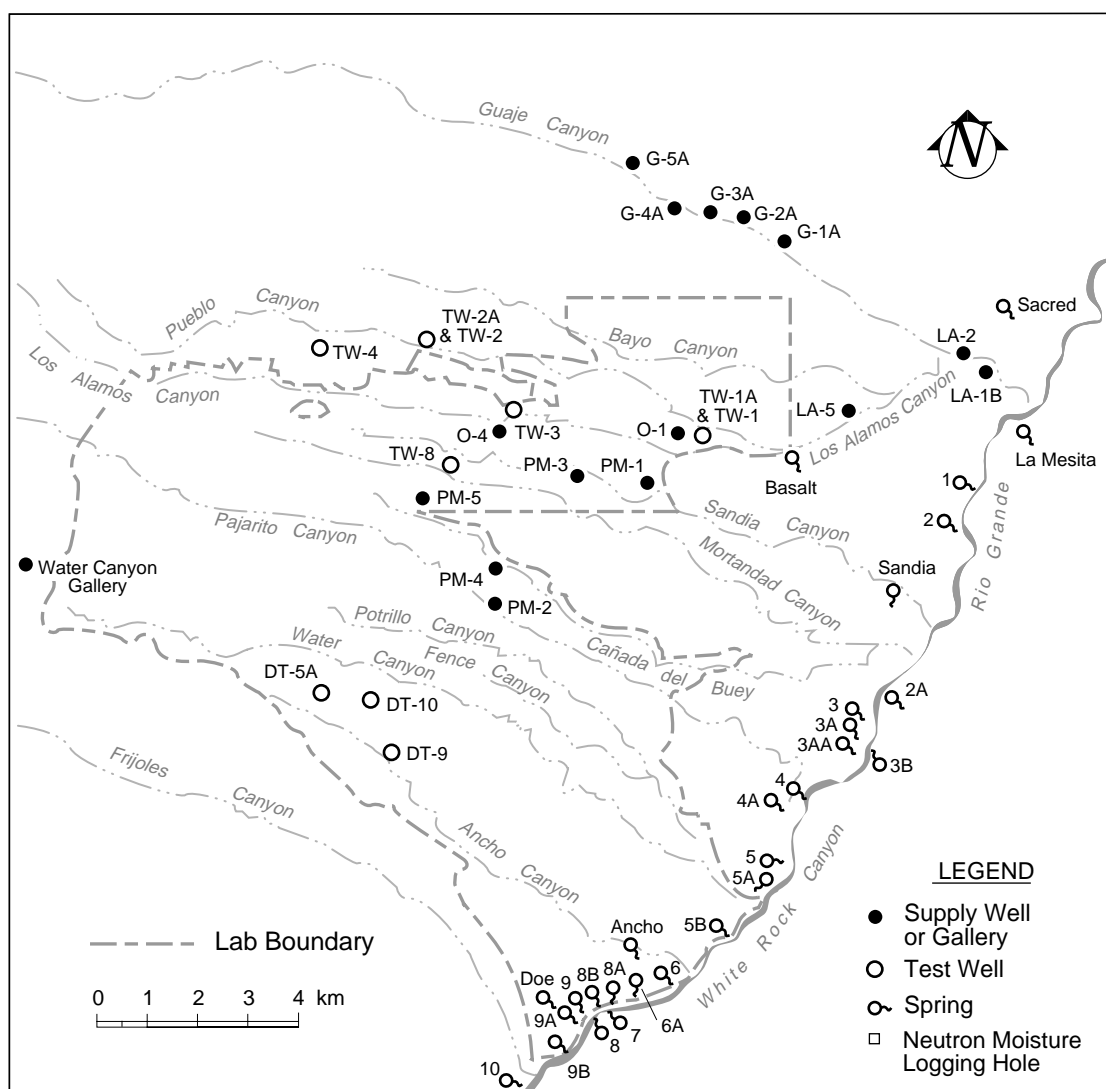 Guaje Canyon
N
G-5A
G-3A
G-4A
G-2A
G-1A
Sacred
Pueblo Canyon
TW-2A
& TW-2
TW-4
Bayo Canyon
LA-2
LA-1B
Los Alamos Canyon
TW-1A
& TW-1
LA-5
Los Alamos Canyon
O-4
TW-3
O-1
La Mesita
TW-8
PM-3
PM-1
Basalt
1
PM-5
2
Sandia Canyon
Pajarito Canyon
Mortandad Canyon
Rio Grande
Water Canyon
Gallery
PM-4
Sandia
PM-2
Potrillo Canyon
Water Canyon
Fence Canyon
Cañada del Buey
DT-5A
DT-10
2A
3
3A
3AA
DT-9
3B
Frijoles Canyon
4
4A
Ancho Canyon
5
5A
White Rock Canyon
LEGEND
Supply Well
or Gallery
Test Well
Spring
Neutron Moisture
Logging Hole
5B
Lab Boundary
Ancho
Doe
9
8B
8A
6
0 1 2 3 4 km
9A
6A
7
8
9B
10